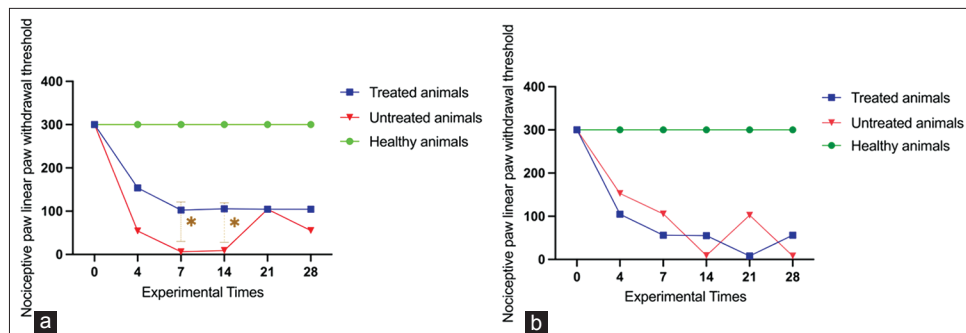 Nociceptive paw linear paw withdrawal threshold
400
300
200
100
0
0 4 7 14 21 28
Experimental Times
* *
Treated animals
Untreated animals
Healthy animals
a
Nociceptive paw linear paw withdrawal threshold
400
300
200
100
0
0 4 7 14 21 28
Experimental Times
Treated animals
Untreated animals
Healthy animals
b